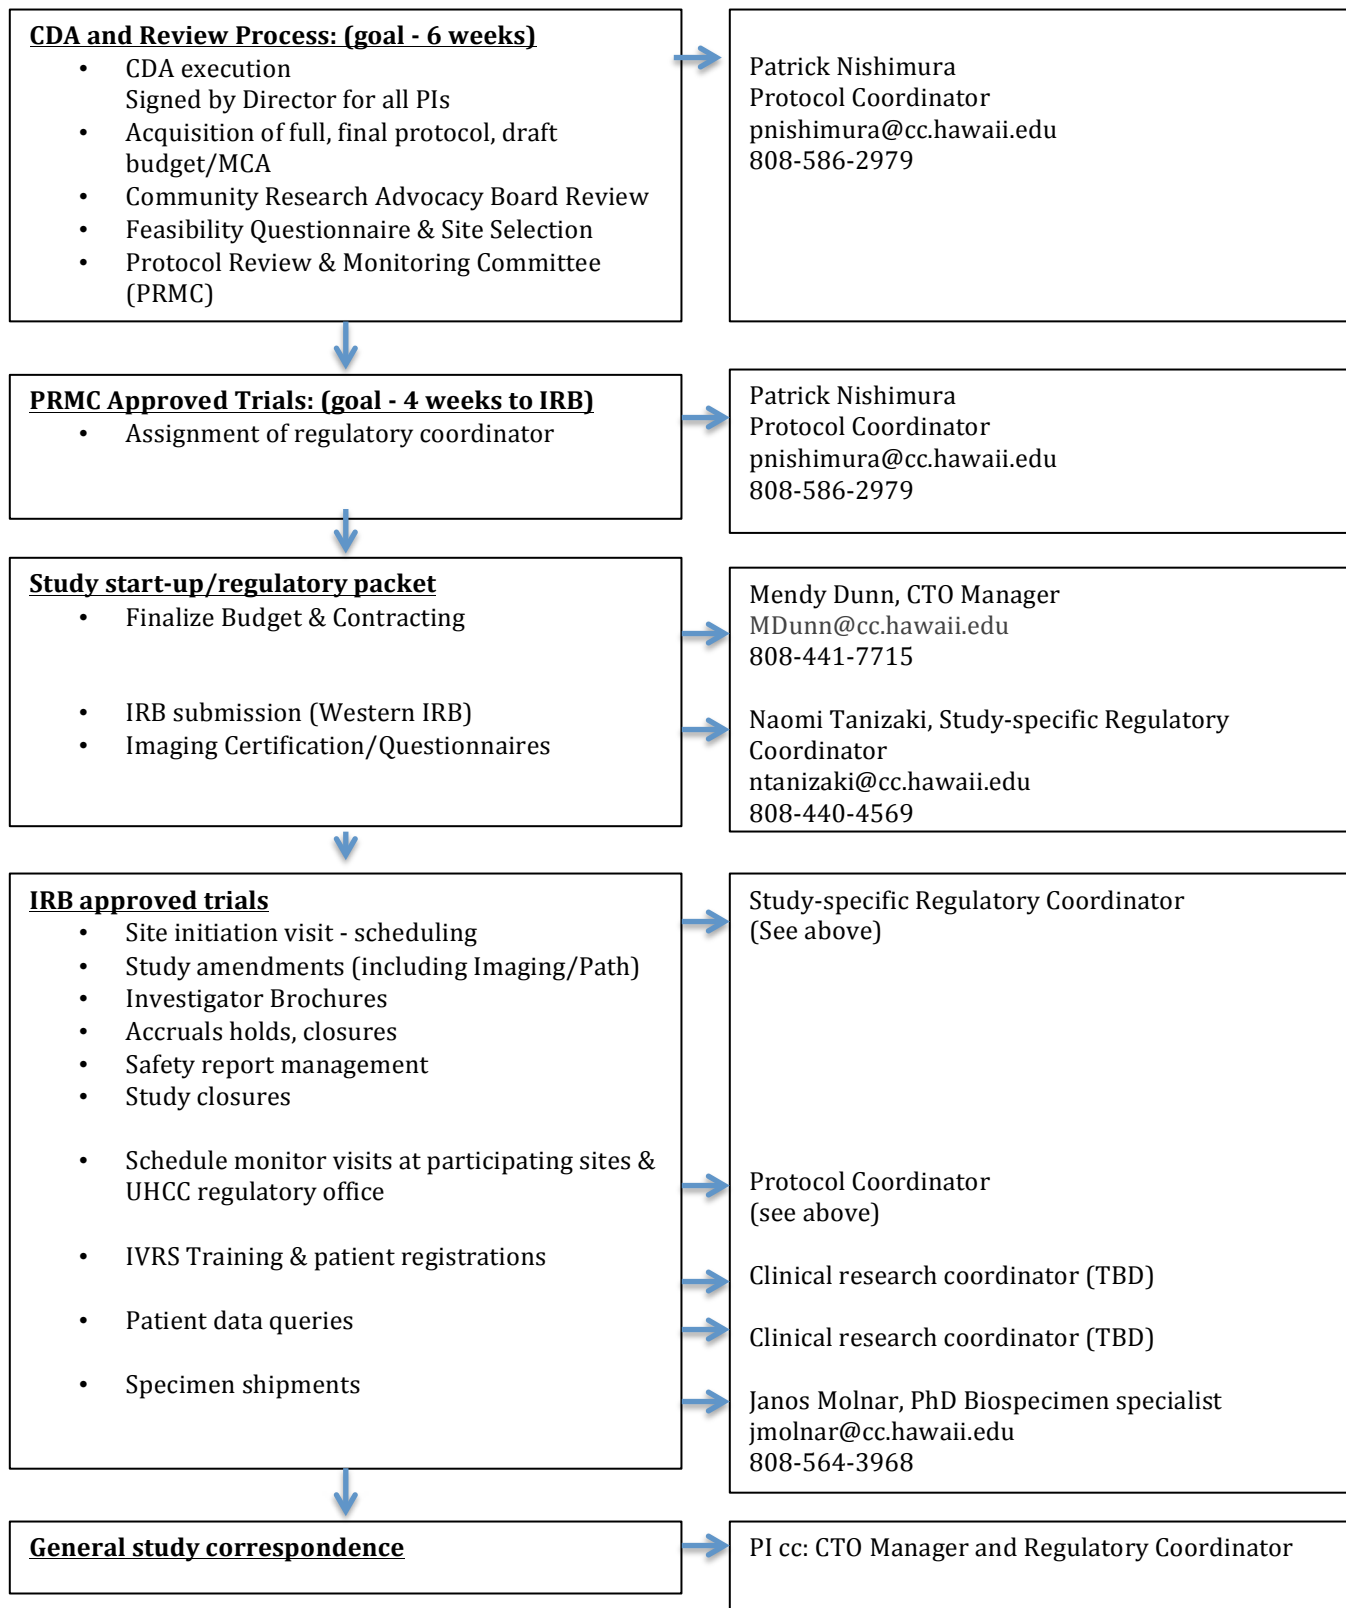 CDA and Review Process: (goal - 6 weeks)
• CDA execution
Signed by Director for all PIs
• Acquisition of full, final protocol, draft
budget/MCA
• Community Research Advocacy Board Review
• Feasibility Questionnaire & Site Selection
• Protocol Review & Monitoring Committee
(PRMC)
Patrick Nishimura
Protocol Coordinator
pnishimura@cc.hawaii.edu
808-586-2979
PRMC Approved Trials: (goal - 4 weeks to IRB)
• Assignment of regulatory coordinator
Patrick Nishimura
Protocol Coordinator
pnishimura@cc.hawaii.edu
808-586-2979
Study start-up/regulatory packet
• Finalize Budget & Contracting
• IRB submission (Western IRB)
• Imaging Certification/Questionnaires
Mendy Dunn, CTO Manager
MDunn@cc.hawaii.edu
808-441-7715
Naomi Tanizaki, Study-specific Regulatory
Coordinator
ntanizaki@cc.hawaii.edu
808-440-4569
IRB approved trials
• Site initiation visit - scheduling
• Study amendments (including Imaging/Path)
• Investigator Brochures
• Accruals holds, closures
• Safety report management
• Study closures
• Schedule monitor visits at participating sites &
UHCC regulatory office
• IVRS Training & patient registrations
• Patient data queries
• Specimen shipments
Study-specific Regulatory Coordinator
(See above)
Protocol Coordinator
(see above)
Clinical research coordinator (TBD)
Clinical research coordinator (TBD)
Janos Molnar, PhD Biospecimen specialist
jmolnar@cc.hawaii.edu
808-564-3968
General study correspondence
PI cc: CTO Manager and Regulatory Coordinator